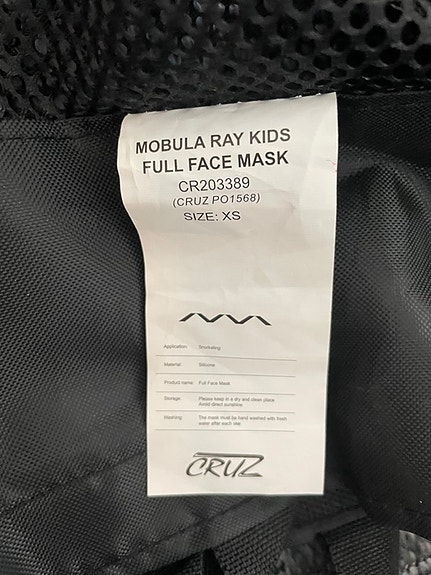 MOBULA RAY KIDS
FULL FACE MASK
CR203389
(CRUZ PO1568)
SIZE: XS
Application: Snorkeling
Material: Silicone
Product name: Full Face Mask
Storage: Please keep in a dry and clean place.
Avoid direct sunshine
Washing: The mask must be hand washed with fresh
water after each use
CRUZ